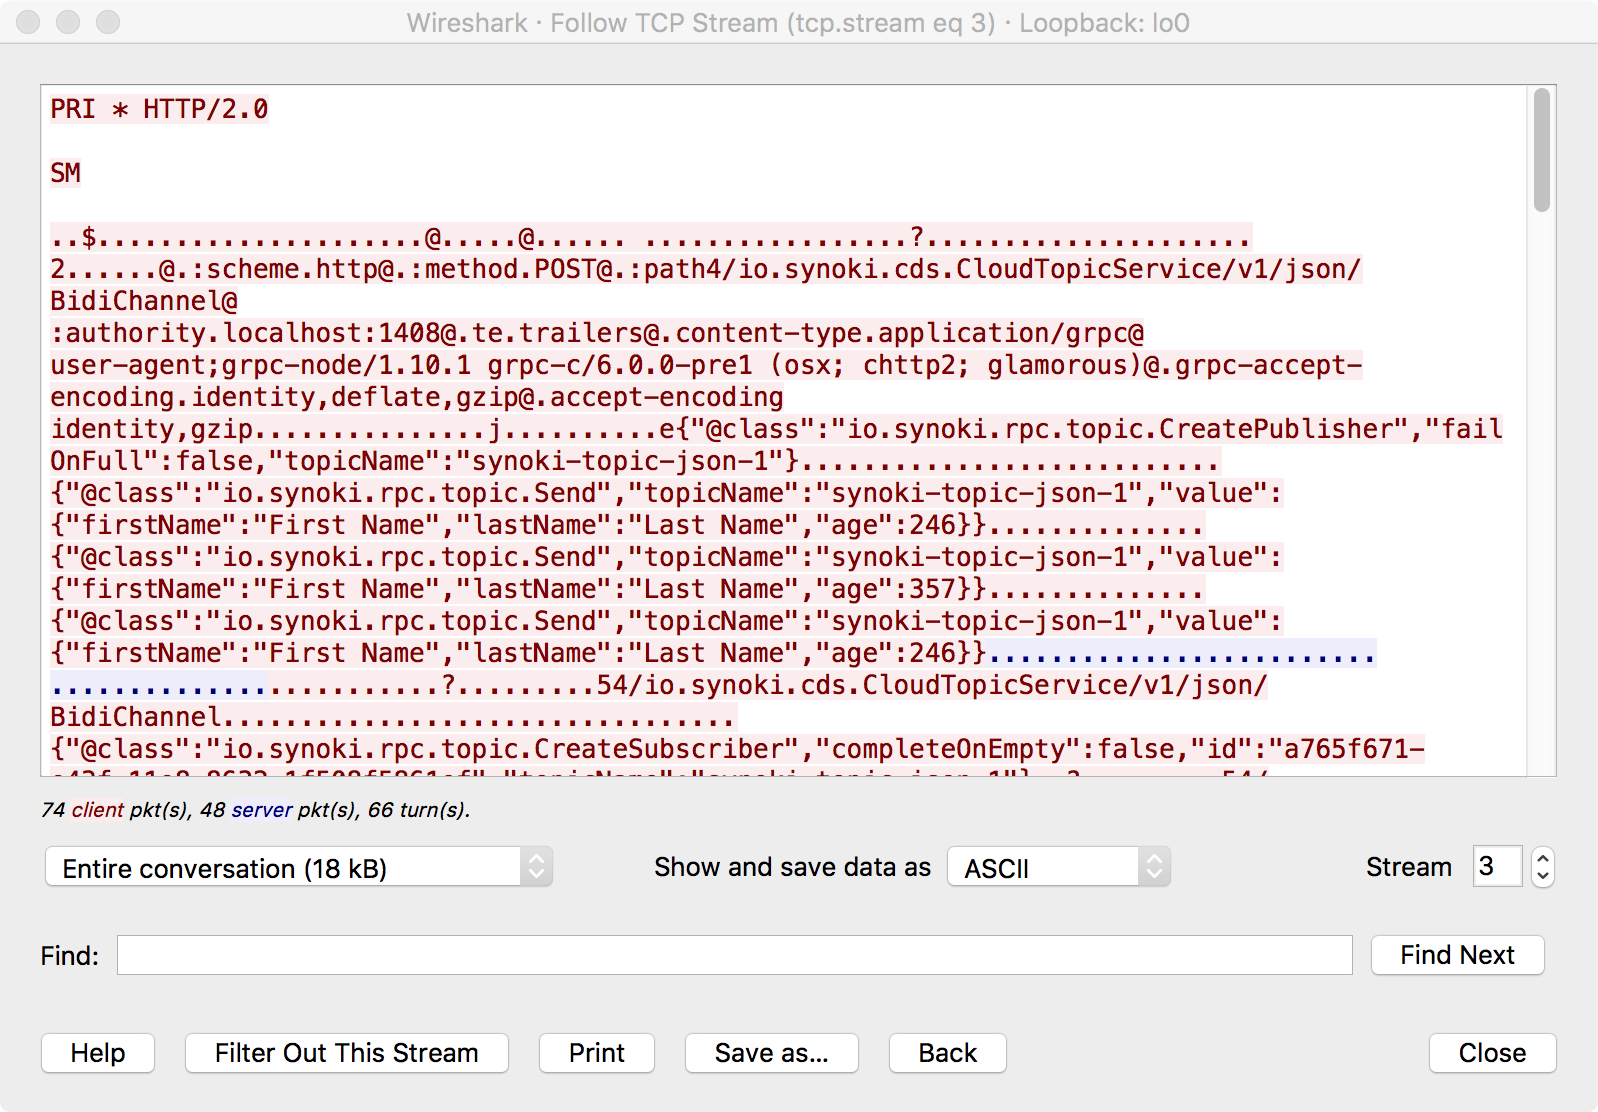 Wireshark · Follow TCP Stream (tcp.stream eq 3) · Loopback: lo0
PRI * HTTP/2.0
SM
..$.....................@.....@...... .................?.....................
2......@.:scheme.http@.:method.POST@.:path4/io.synoki.cds.CloudTopicService/v1/json/
BidiChannel@
:authority.localhost:1408@.te.trailers@.content-type.application/grpc@
user-agent;grpc-node/1.10.1 grpc-c/6.0.0-pre1 (osx; chttp2; glamorous)@.grpc-accept-
encoding.identity,deflate,gzip@.accept-encoding
identity,gzip...............j..........e{"@class":"io.synoki.rpc.topic.CreatePublisher","fail
OnFull":false,"topicName":"synoki-topic-json-1"}...........................
{"@class":"io.synoki.rpc.topic.Send","topicName":"synoki-topic-json-1","value":
{"firstName":"First Name","lastName":"Last Name","age":246}}..............
{"@class":"io.synoki.rpc.topic.Send","topicName":"synoki-topic-json-1","value":
{"firstName":"First Name","lastName":"Last Name","age":357}}..............
{"@class":"io.synoki.rpc.topic.Send","topicName":"synoki-topic-json-1","value":
{"firstName":"First Name","lastName":"Last Name","age":246}}.........................
.........................?.........54/io.synoki.cds.CloudTopicService/v1/json/
BidiChannel.................................
{"@class":"io.synoki.rpc.topic.CreateSubscriber","completeOnEmpty":false,"id":"a765f671-
74 client pkt(s), 48 server pkt(s), 66 turn(s).
Entire conversation (18 kB)
Show and save data as ASCII
Stream 3
Find:
Find Next
Help
Filter Out This Stream
Print
Save as...
Back
Close